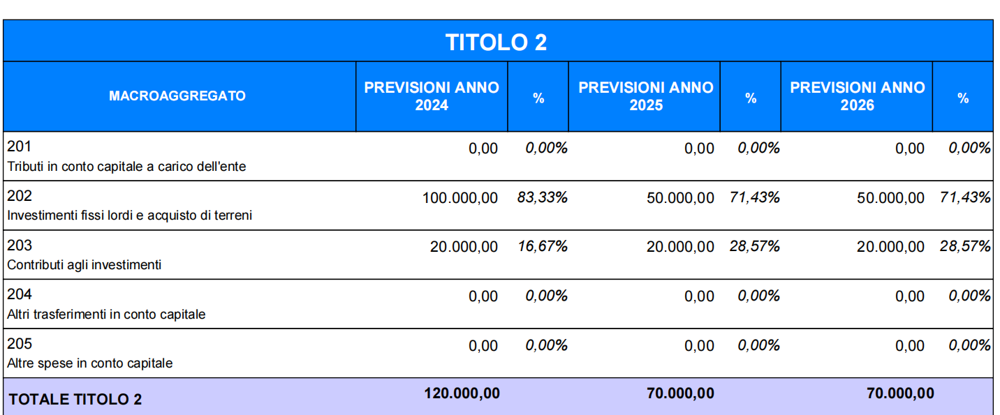 TITOLO 2
MACROAGGREGATO PREVISIONI ANNO 2024 % PREVISIONI ANNO 2025 % PREVISIONI ANNO 2026 %
201 0,00 0,00% 0,00 0,00% 0,00 0,00%
Tributi in conto capitale a carico dell'ente
202 100.000,00 83,33% 50.000,00 71,43% 50.000,00 71,43%
Investimenti fissi lordi e acquisto di terreni
203 20.000,00 16,67% 20.000,00 28,57% 20.000,00 28,57%
Contributi agli investimenti
204 0,00 0,00% 0,00 0,00% 0,00 0,00%
Altri trasferimenti in conto capitale
205 0,00 0,00% 0,00 0,00% 0,00 0,00%
Altre spese in conto capitale
TOTALE TITOLO 2 120.000,00 70.000,00 70.000,00